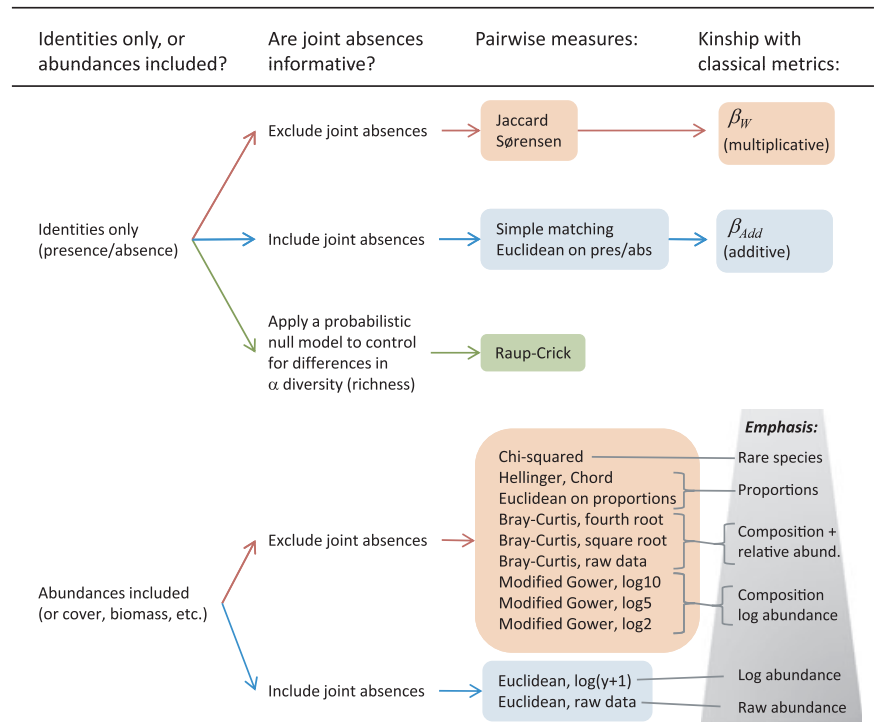 Identities only, or
abundances included?
Are joint absences
informative?
Pairwise measures:
Kinship with
classical metrics:
Identities only
(presence/absence)
Exclude joint absences
Jaccard
Sørensen
βW
(multiplicative)
Include joint absences
Simple matching
Euclidean on pres/abs
βAdd
(additive)
Apply a probabilistic
null model to control
for differences in
α diversity (richness)
Raup-Crick
Abundances included
(or cover, biomass, etc.)
Exclude joint absences
Chi-squared
Hellinger, Chord
Euclidean on proportions
Bray-Curtis, fourth root
Bray-Curtis, square root
Bray-Curtis, raw data
Modified Gower, log10
Modified Gower, log5
Modified Gower, log2
Emphasis:
Rare species
Proportions
Composition +
relative abund.
Composition
log abundance
Include joint absences
Euclidean, log(y+1)
Euclidean, raw data
Log abundance
Raw abundance